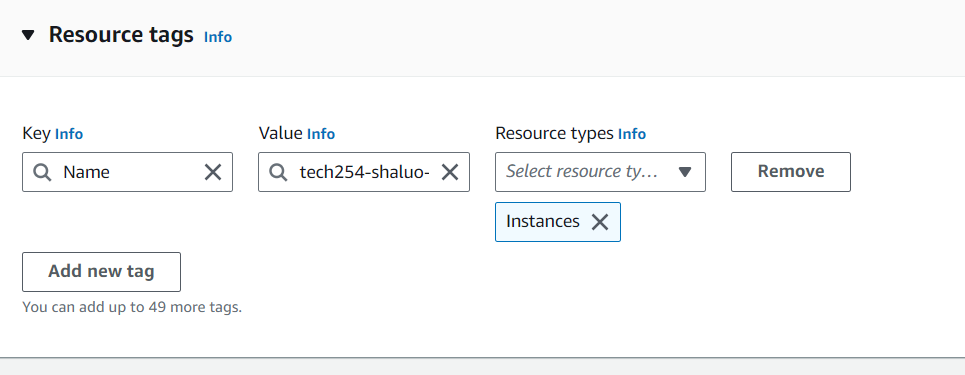 Resource tags Info
Key Info Value Info Resource types Info
Name tech254-shaluo- Select resource ty... Remove
Instances
Add new tag
You can add up to 49 more tags.